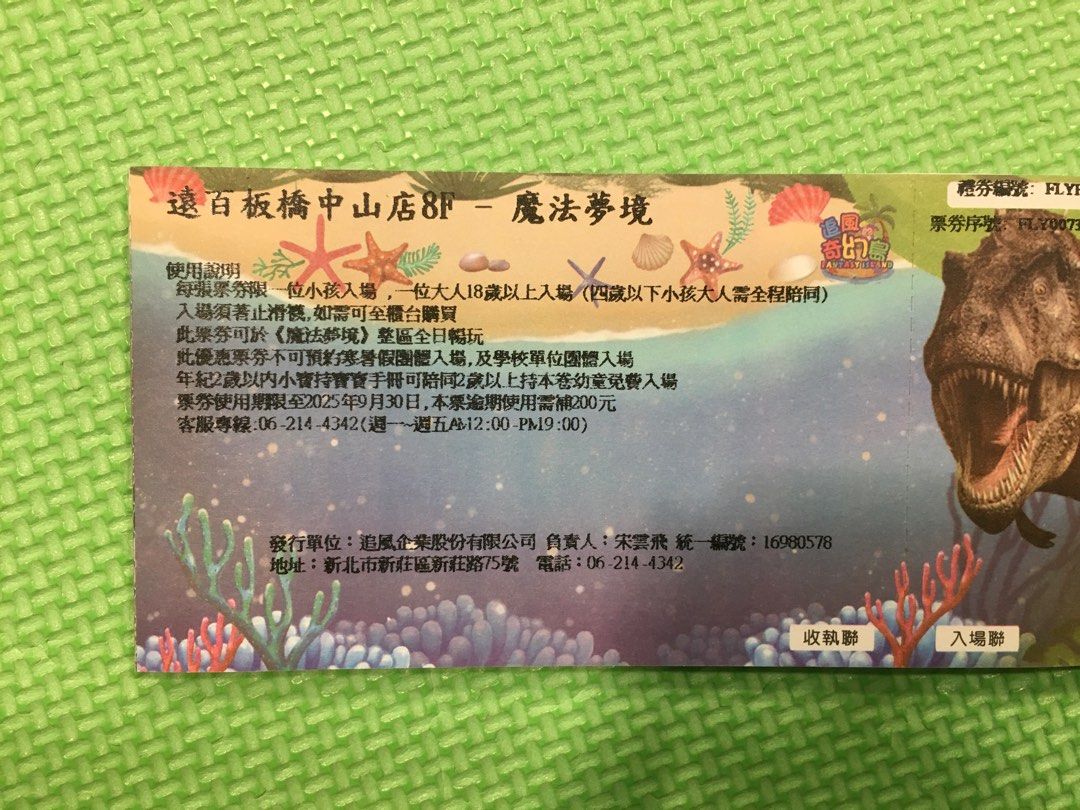 遠百板橋中山店8F - 魔法夢境
禮券編號: FLY
票券序號: FLY007
追風
奇幻島
FANTASY ISLAND
使用說明
每張票券限一位小孩入場 ,一位大人18歲以上入場 (四歲以下小孩大人需全程陪同)
入場須著止滑襪,如需可至櫃台購買
此票券可於《魔法夢境》整區全日暢玩
此優惠票券不可預約寒暑假團體入場,及學校單位團體入場
年紀2歲以內小寶持寶寶手冊可陪同2歲以上持本卷幼童免費入場
票券使用期限至2025年9月30日,本票逾期使用需補200元
客服專線:06-214-4342(週一~週五AM12:00-PM19:00)
發行單位：追風企業股份有限公司 負責人：宋雲飛 統一編號：16980578
地址：新北市新莊區新莊路75號 電話：06-214-4342
收執聯
入場聯